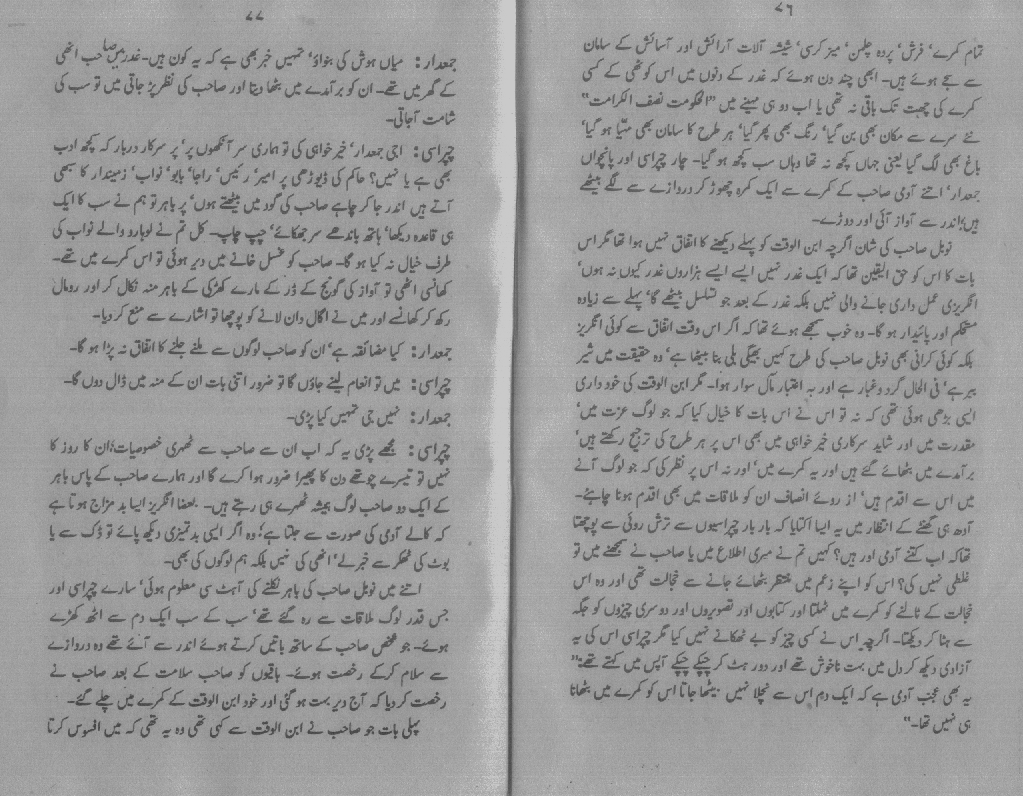 ۷۶
تمام کمرے‘ فرش‘ پردہ چلمن‘ میز کرسی‘ شیشہ آلات آرائش اور آسائش کے سامان
سے سجے ہوئے ہیں۔ ابھی چند دن ہوئے کہ غدر کے دنوں میں اس کوٹھی کے کسی
کمرے کی چھت تک باقی نہ تھی یا اب دو ہی مہینے میں "الحکومت نصف الکرامت"
نئے سرے سے مکان بھی بن گیا‘ رنگ بھی پھر گیا‘ ہر طرح کا سامان بھی مہیّا ہو گیا‘
باغ بھی لگ گیا یعنی جہاں کچھ نہ تھا وہاں سب کچھ ہو گیا۔ چار چپراسی اور پانچواں
جمعدار‘ اتنے آدمی صاحب کے کمرے سے ایک کمرہ چھوڑ کر دروازے سے لگے بیٹھے
ہیں‘ اندر سے آواز آئی اور دوڑے۔
نوبل صاحب کی شان اگرچہ ابن الوقت کو پہلے دیکھنے کا اتفاق نہیں ہوا تھا مگر اس
بات کا اس کو حق الیقین تھا کہ ایک غدر نہیں ایسے ایسے ہزاروں غدر کیوں نہ ہوں‘
انگریزی عمل داری جانے والی نہیں بلکہ غدر کے بعد جو تسلسل بیٹھے گا‘ پہلے سے زیادہ
مستحکم اور پائیدار ہو گا۔ وہ خوب سمجھے ہوئے تھا کہ اگر اس وقت اتفاق سے کوئی انگریز
بلکہ کوئی کرانی بھی نوبل صاحب کی طرح کہیں بھیگی بلی بنا بیٹھا ہے‘ وہ حقیقت میں شیر
ببر ہے‘ فی الحال گرد و غبار ہے اور بہ اعتبار مآل سوار ہوا۔ مگر ابن الوقت کی خود داری
ایسی بڑھی ہوئی تھی کہ نہ تو اس نے اس بات کا خیال کیا کہ جو لوگ عزت میں‘
مقدرت میں اور شاید سرکاری خیر خواہی میں بھی اس پر ہر طرح کی ترجیح رکھتے ہیں‘
برآمدے میں بٹھائے گئے ہیں اور یہ کمرے میں‘ اور نہ اس پر نظر کی کہ جو لوگ آنے
میں اس سے اقدم ہیں‘ از روئے انصاف ان کو ملاقات میں بھی اقدم ہونا چاہئے۔
آدھ ہی گھنٹے کے انتظار میں یہ ایسا اکتایا کہ بار بار چپراسیوں سے ترش روئی سے پوچھتا
تھا کہ اب کتنے آدمی اور ہیں؟ کہیں تم نے میری اطلاع میں یا صاحب نے سمجھنے میں تو
غلطی نہیں کی؟ اس کو اپنے زعم میں منتظر بٹھائے جانے سے خجالت تھی اور وہ اس
خجالت کے ٹالنے کو کمرے میں ٹہلتا اور کتابوں اور تصویروں اور دوسری چیزوں کو جگہ
سے ہٹا کر دیکھتا۔ اگرچہ اس نے کسی چیز کو بے ٹھکانے نہیں کیا مگر چپراسی اس کی یہ
آزادی دیکھ کر دل میں بہت ناخوش تھے اور دور ہٹ کر چپکے چپکے آپس میں کہتے تھے: "
یہ بھی عجب آدمی ہے کہ ایک دم اس سے نچلا نہیں بیٹھا جاتا اس کو کمرے میں بٹھانا
ہی نہیں تھا۔"
۷۷
جمعدار : میاں ہوش کی بنواؤ‘ تمہیں خبر بھی ہے کہ یہ کون ہیں۔ غدر میں صاحب انھی
کے گھر میں تھے۔ ان کو برآمدے میں بٹھا دیتا اور صاحب کی نظر پڑ جاتی میں تو سب کی
شامت آجاتی۔
چپراسی : اجی جمعدار‘ خیر خواہی کی تو ہماری سر آنکھوں پر‘ پر سرکار دربار کا کچھ ادب
بھی ہے یا نہیں؟ حاکم کی ڈیوڑھی پر امیر‘ رئیس‘ راجا‘ بابو‘ نواب‘ زمیندار کا سبھی
آتے ہیں اندر جا کر چاہے صاحب کی گود میں بیٹھتے ہوں‘ پر باہر تو ہم نے سب کا ایک
ہی قاعدہ دیکھا‘ ہاتھ باندھے سر جھکائے‘ چپ چاپ۔ کل تم نے لوہارو والے نواب کی
طرف خیال نہ کیا ہو گا۔ صاحب کو غسل خانے میں دیر ہوئی تو اس کمرے میں تھے۔
کھانسی اٹھی تو آواز کی گونج کے ڈر کے مارے کھڑکی کے باہر منہ نکال کر اور رومال
رکھ کر کھانسے اور میں نے اگال دان لانے کو پوچھا تو اشارے سے منع کر دیا۔
جمعدار : کیا مضائقہ ہے‘ ان کو صاحب لوگوں سے ملنے جلنے کا اتفاق نہ پڑا ہو گا۔
چپراسی : میں تو انعام لینے جاؤں گا تو ضرور اتنی بات ان کے منہ میں ڈال دوں گا۔
جمعدار : نہیں جی تمہیں کیا پڑی۔
چپراسی : مجھے پڑی یہ کہ اب ان سے صاحب سے ٹھہری خصوصیات‘ ان کا روز کا
نہیں تو تیسرے چوتھے دن کا پھیرا ضرور ہوا کرے گا اور ہمارے صاحب کے پاس باہر
کے ایک دو صاحب لوگ ہمیشہ ٹھہرے ہی رہتے ہیں۔ بعضا انگریز ایسا بد مزاج ہوتا ہے
کہ کالے آدمی کی صورت سے جلتا ہے‘ وہ اگر ایسی بد تمیزی دیکھ پائے تو ڈک سے یا
بوٹ کی ٹھوکر سے خبر لے‘ انھی کی نہیں بلکہ ہم لوگوں کی بھی۔
اتنے میں نوبل صاحب کی باہر نکلنے کی آہٹ سی معلوم ہوئی‘ سارے چپراسی اور
جس قدر لوگ ملاقات سے رہ گئے تھے‘ سب کے سب ایک دم سے اٹھ کھڑے
ہوئے۔ جو شخص صاحب کے ساتھ باتیں کرتے ہوئے اندر سے آئے تھے وہ دروازے
سے سلام کرکے رخصت ہوئے۔ باقیوں کو صاحب سلامت کے بعد صاحب نے
رخصت کر دیا کہ آج دیر بہت ہو گئی اور خود ابن الوقت کے کمرے میں چلے گئے۔
پہلی بات جو صاحب نے ابن الوقت سے کہی تھی وہ یہ تھی کہ میں افسوس کرتا